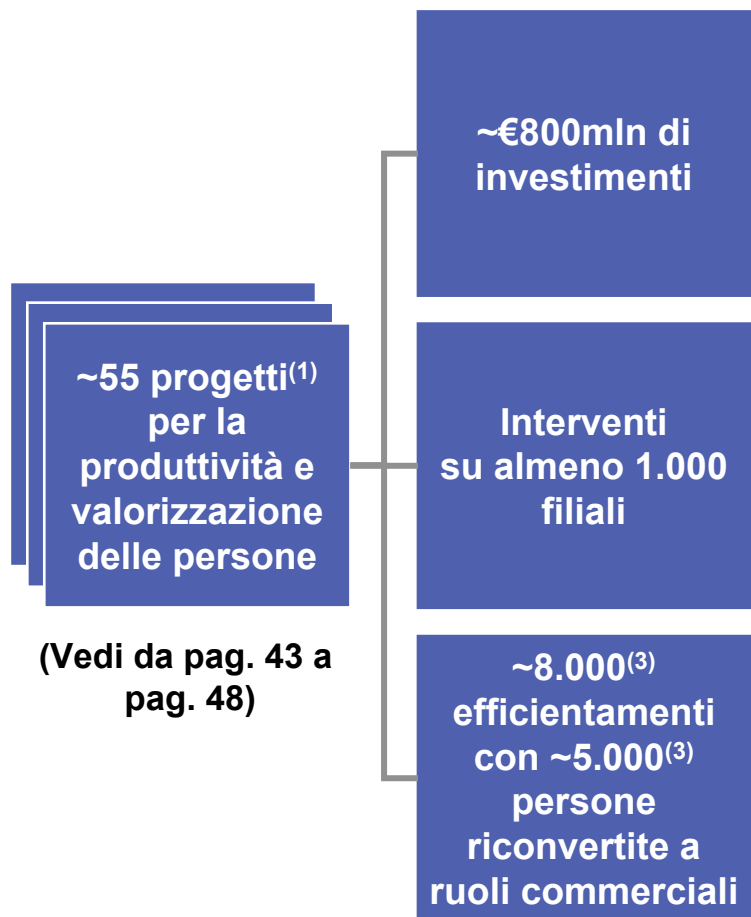 ~€800mln di
investimenti
~55 progetti(1)
per la
produttività e
valorizzazione
delle persone
(Vedi da pag. 43 a
pag. 48)
Interventi
su almeno 1.000
filiali
~8.000(3)
efficientamenti
con ~5.000(3)
persone
riconvertite a
ruoli commerciali